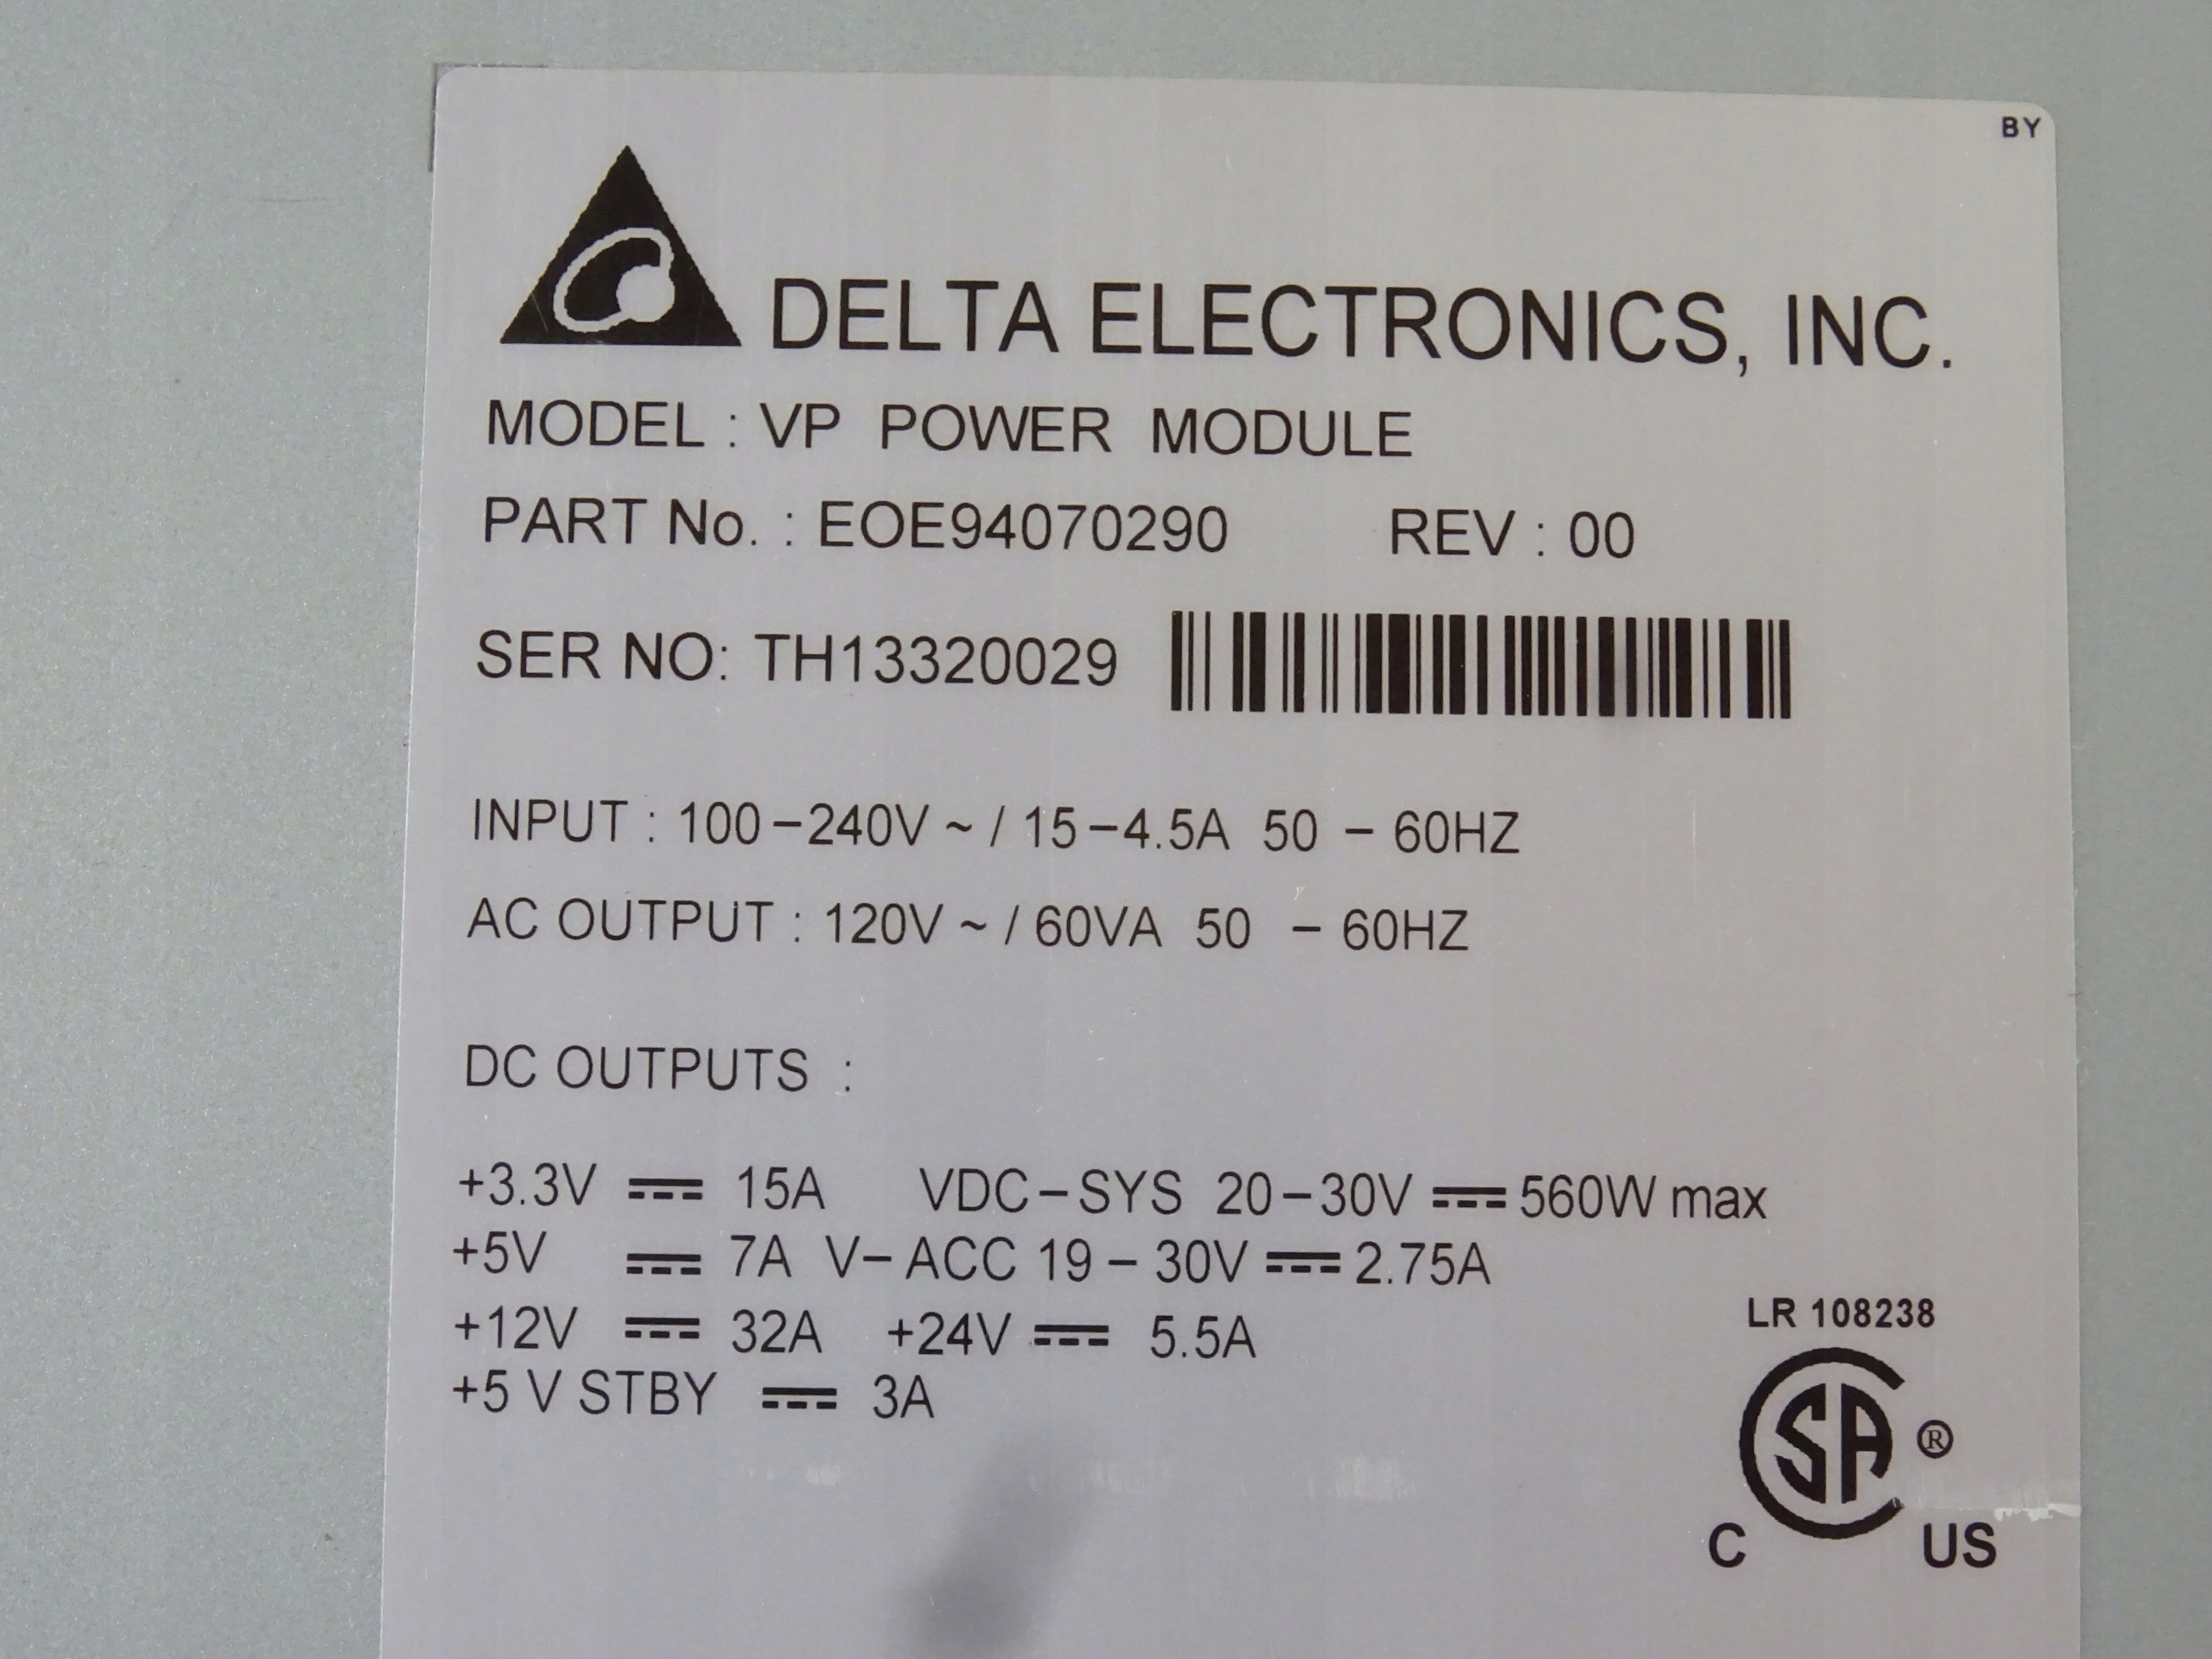 BY
DELTA ELECTRONICS, INC.
MODEL : VP POWER MODULE
PART No. : EOE94070290 REV : 00
SER NO: TH13320029
INPUT : 100-240V ~ / 15-4.5A 50 - 60HZ
AC OUTPUT : 120V ~ / 60VA 50 - 60HZ
DC OUTPUTS :
+3.3V ⎓ 15A VDC-SYS 20-30V ⎓ 560W max
+5V ⎓ 7A V-ACC 19-30V ⎓ 2.75A
+12V ⎓ 32A +24V ⎓ 5.5A
+5 V STBY ⎓ 3A
LR 108238
CSA ®
C US